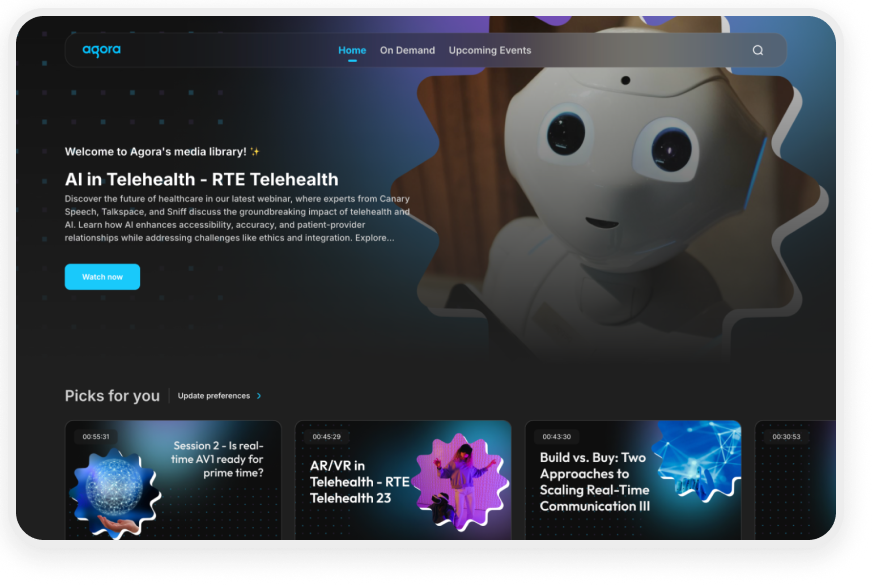 agora
Home
On Demand
Upcoming Events
Welcome to Agora's media library! ✨
AI in Telehealth - RTE Telehealth
Discover the future of healthcare in our latest webinar, where experts from Canary
Speech, Talkspace, and Sniff discuss the groundbreaking impact of telehealth and
AI. Learn how AI enhances accessibility, accuracy, and patient-provider
relationships while addressing challenges like ethics and integration. Explore...
Watch now
Picks for you
Update preferences
00:55:31
Session 2 - Is real-
time AV1 ready for
prime time?
00:45:29
AR/VR in
Telehealth - RTE
Telehealth 23
00:43:30
Build vs. Buy: Two
Approaches to
Scaling Real-Time
Communication III
00:30:53